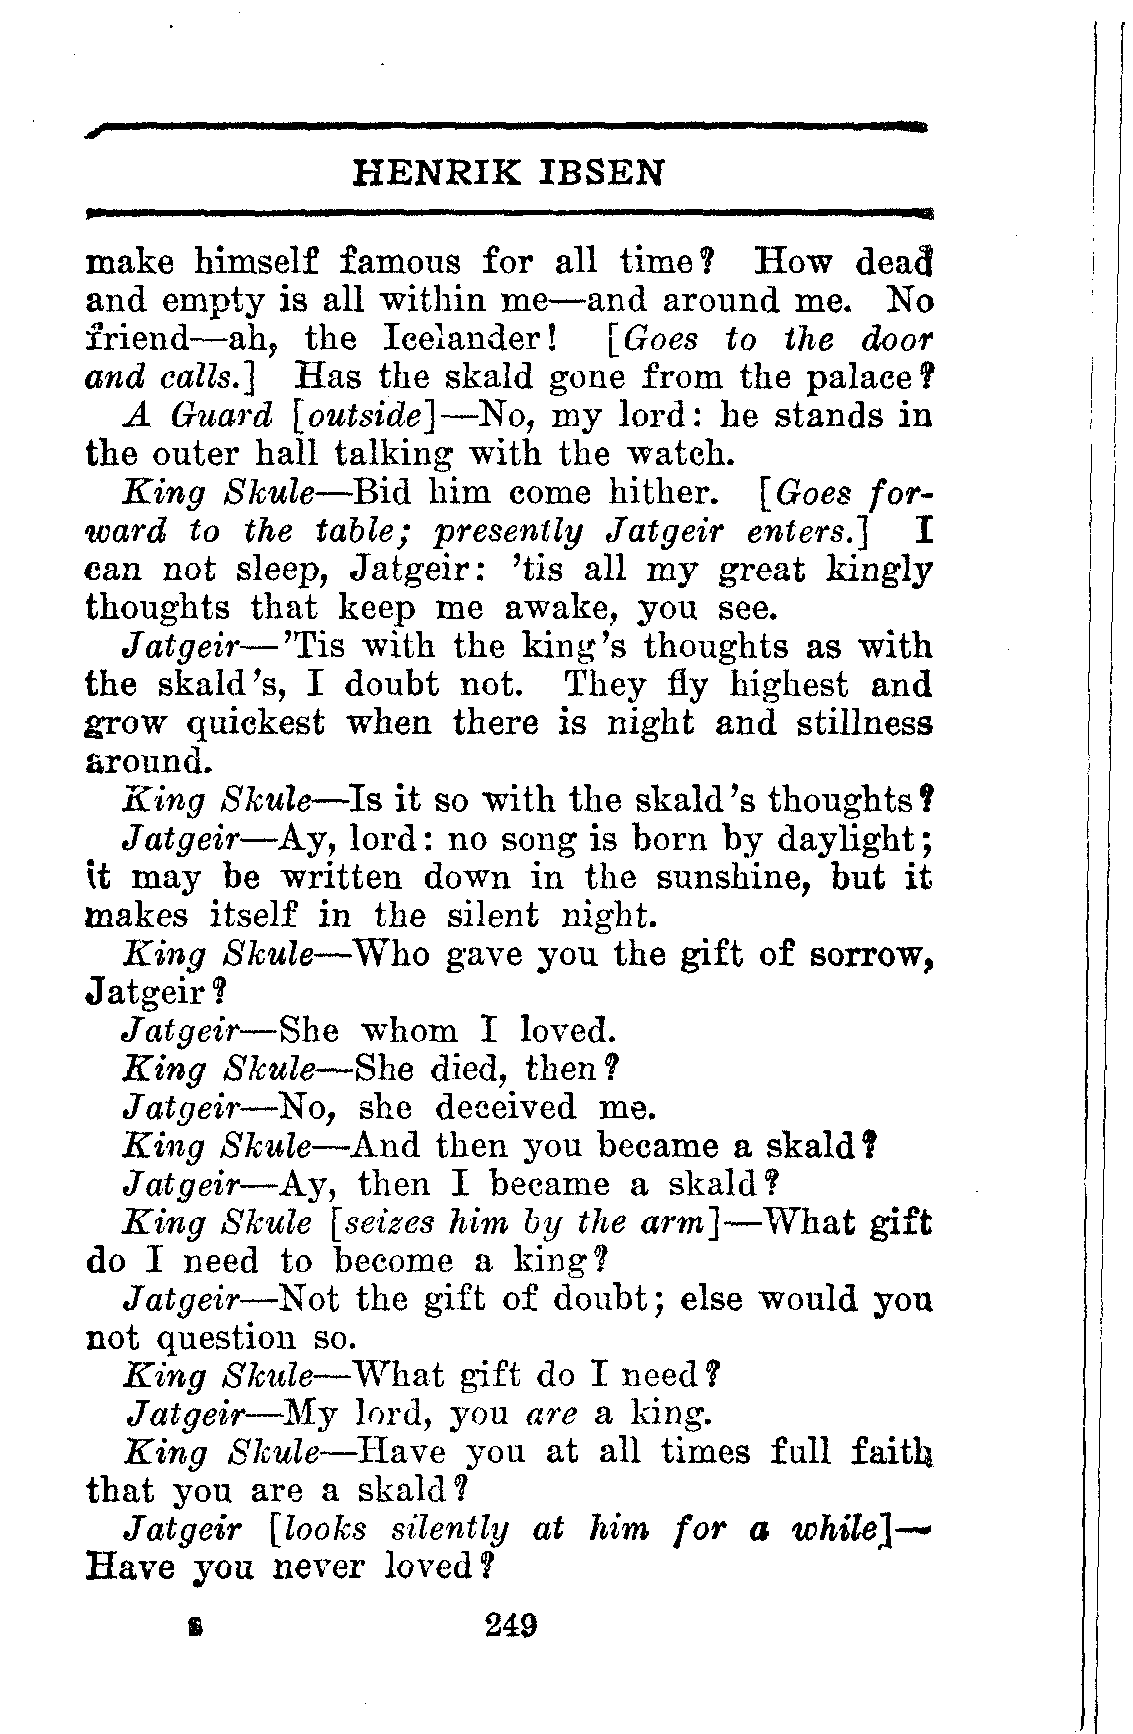 HENRIK IBSEN
make himself famous for all time? How dead
and empty is all within me—and around me. No
friend—ah, the Icelander! [Goes to the door
and calls.] Has the skald gone from the palace?
A Guard [outside]—No, my lord: he stands in
the outer hall talking with the watch.
King Skule—Bid him come hither. [Goes for-
ward to the table; presently Jatgeir enters.] I
can not sleep, Jatgeir: ’tis all my great kingly
thoughts that keep me awake, you see.
Jatgeir—’Tis with the king’s thoughts as with
the skald’s, I doubt not. They fly highest and
grow quickest when there is night and stillness
around.
King Skule—Is it so with the skald’s thoughts?
Jatgeir—Ay, lord: no song is born by daylight;
it may be written down in the sunshine, but it
makes itself in the silent night.
King Skule—Who gave you the gift of sorrow,
Jatgeir?
Jatgeir—She whom I loved.
King Skule—She died, then?
Jatgeir—No, she deceived me.
King Skule—And then you became a skald?
Jatgeir—Ay, then I became a skald?
King Skule [seizes him by the arm]—What gift
do I need to become a king?
Jatgeir—Not the gift of doubt; else would you
not question so.
King Skule—What gift do I need?
Jatgeir—My lord, you are a king.
King Skule—Have you at all times full faith
that you are a skald?
Jatgeir [looks silently at him for a while]—
Have you never loved?
s 249